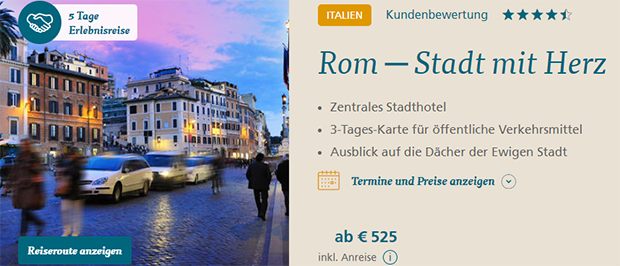 5 Tage
Erlebnisreise
Reiseroute anzeigen
ITALIEN Kundenbewertung
Rom — Stadt mit Herz
• Zentrales Stadthotel
• 3-Tages-Karte für öffentliche Verkehrsmittel
• Ausblick auf die Dächer der Ewigen Stadt
Termine und Preise anzeigen
ab € 525
inkl. Anreise i